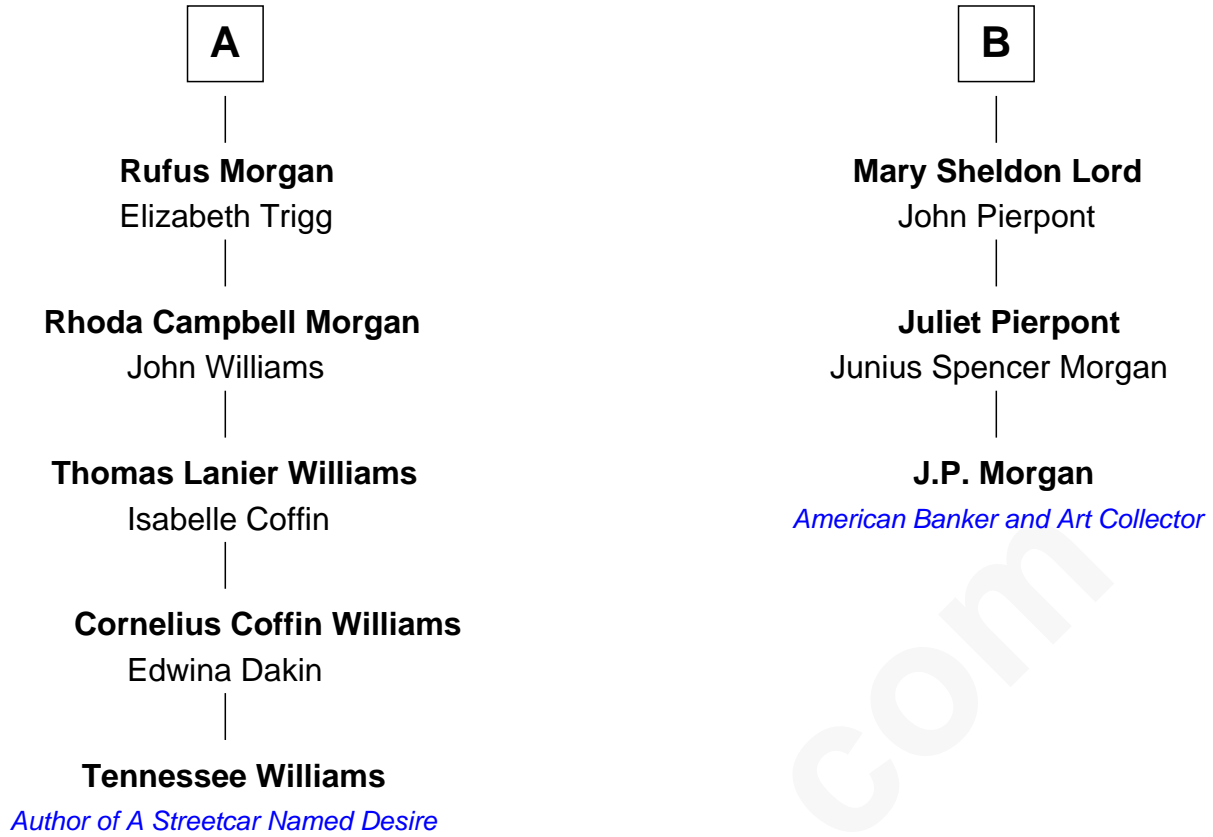 A
Rufus Morgan
Elizabeth Trigg
Rhoda Campbell Morgan
John Williams
Thomas Lanier Williams
Isabelle Coffin
Cornelius Coffin Williams
Edwina Dakin
Tennessee Williams
Author of A Streetcar Named Desire
B
Mary Sheldon Lord
John Pierpont
Juliet Pierpont
Junius Spencer Morgan
J.P. Morgan
American Banker and Art Collector
com